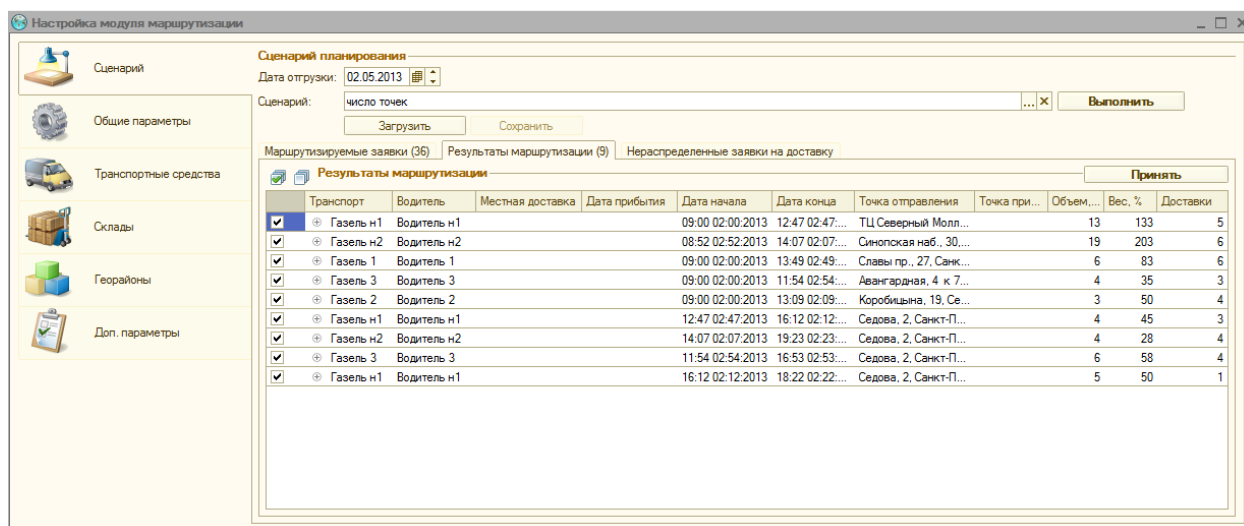 Настройка модуля маршрутизации
Сценарий
Общие параметры
Транспортные средства
Склады
Георайоны
Доп. параметры
Сценарий планирования
Дата отгрузки: 02.05.2013
Сценарий: число точек ... Выполнить
Загрузить Сохранить
Маршрутизируемые заявки (36) Результаты маршрутизации (9) Нераспределенные заявки на доставку
Результаты маршрутизации Принять
Транспорт Водитель Местная доставка Дата прибытия Дата начала Дата конца Точка отправления Точка при... Объем,... Вес, % Доставки
Газель н1 Водитель н1 09:00 02:00:2013 12:47 02:47:... ТЦ Северный Молл... 13 133 5
Газель н2 Водитель н2 08:52 02:52:2013 14:07 02:07:... Синопская наб., 30,... 19 203 6
Газель 1 Водитель 1 09:00 02:00:2013 13:49 02:49:... Славы пр., 27, Санк... 6 83 6
Газель 3 Водитель 3 09:00 02:00:2013 11:54 02:54:... Авангардная, 4 к 7... 4 35 3
Газель 2 Водитель 2 09:00 02:00:2013 13:09 02:09:... Коробицына, 19, Се... 3 50 4
Газель н1 Водитель н1 12:47 02:47:2013 16:12 02:12:... Седова, 2, Санкт-П... 4 45 3
Газель н2 Водитель н2 14:07 02:07:2013 19:23 02:23:... Седова, 2, Санкт-П... 4 28 4
Газель 3 Водитель 3 11:54 02:54:2013 16:53 02:53:... Седова, 2, Санкт-П... 6 58 4
Газель н1 Водитель н1 16:12 02:12:2013 18:22 02:22:... Седова, 2, Санкт-П... 5 50 1